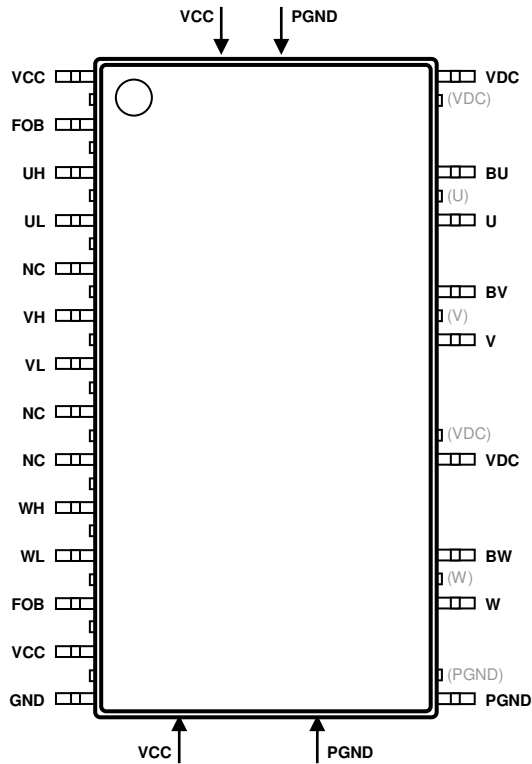 VCC PGND
VCC VDC
(VDC)
FOB
UH BU
(U)
UL U
NC
BV
VH (V)
V
VL
NC
(VDC)
NC VDC
WH
WL BW
(W)
FOB W
VCC
(PGND)
GND PGND
VCC PGND